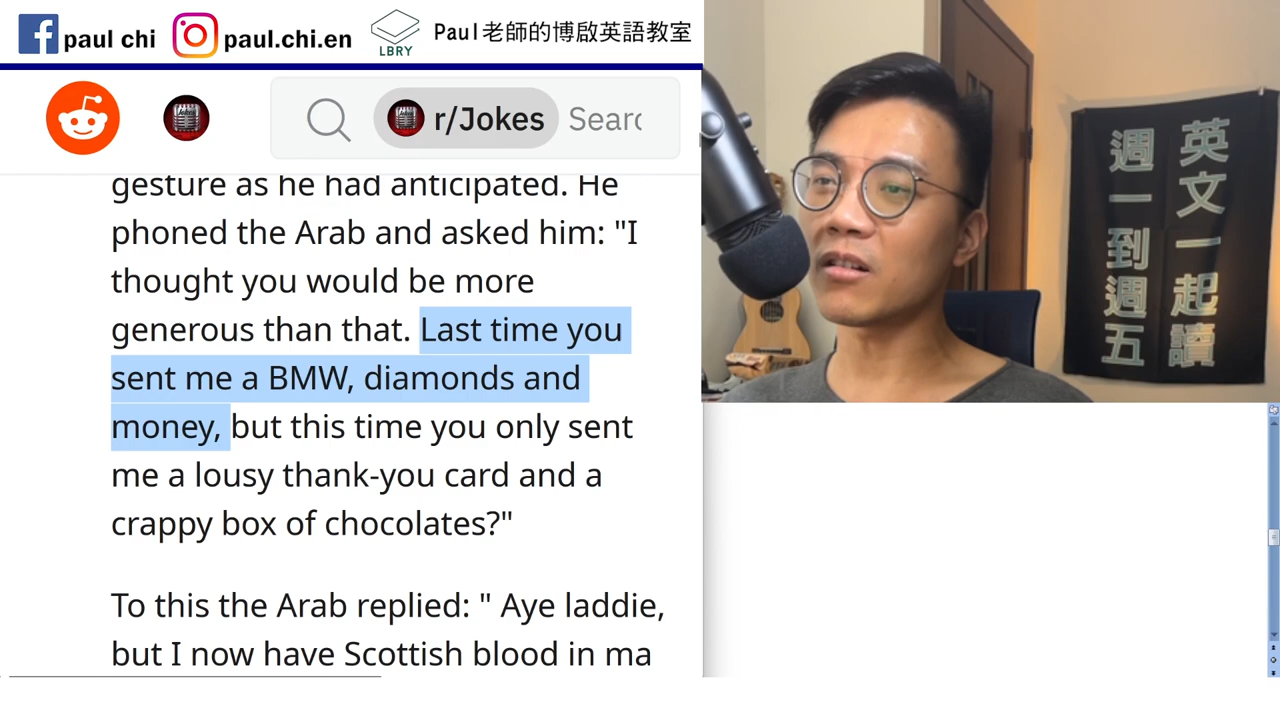 paul chi
paul.chi.en
LBRY
Paul老師的博啟英語教室
r/Jokes
Searc
gesture as he had anticipated. He
phoned the Arab and asked him: "I
thought you would be more
generous than that. Last time you
sent me a BMW, diamonds and
money, but this time you only sent
me a lousy thank-you card and a
crappy box of chocolates?"
To this the Arab replied: " Aye laddie,
but I now have Scottish blood in ma
英文一起讀
週一到週五